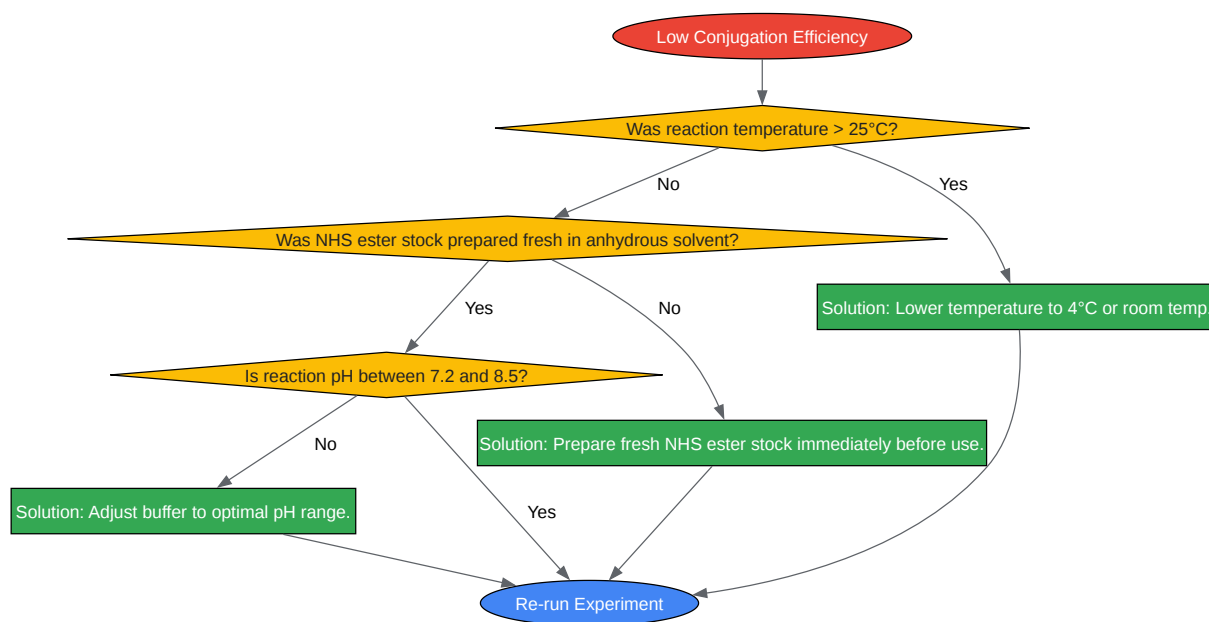 Low Conjugation Efficiency
Was reaction temperature > 25°C?
No
Yes
Was NHS ester stock prepared fresh in anhydrous solvent?
Solution: Lower temperature to 4°C or room temp.
Yes
No
Is reaction pH between 7.2 and 8.5?
No
Solution: Prepare fresh NHS ester stock immediately before use.
Solution: Adjust buffer to optimal pH range.
Yes
Re-run Experiment